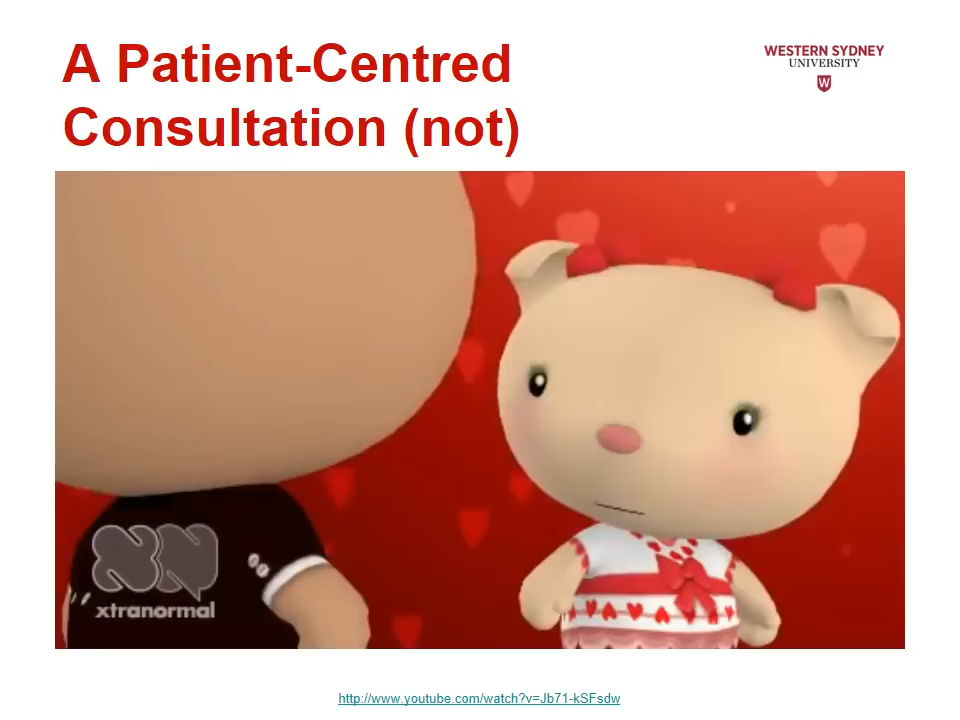 A Patient-Centred
Consultation (not)
WESTERN SYDNEY
UNIVERSITY
W
xtranormal
http://www.youtube.com/watch?v=Jb71-kSFsdw